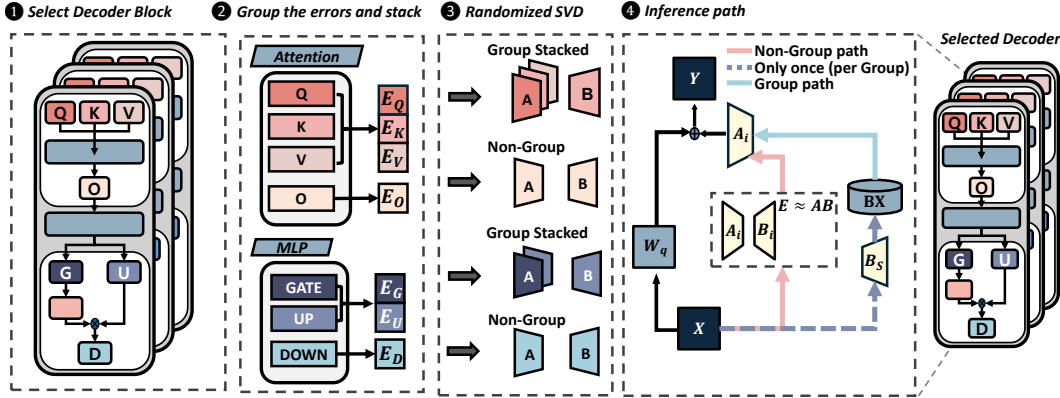 ❶ Select Decoder Block
Q K V
O
G U
D
❷ Group the errors and stack
Attention
Q
K
V
O
E_Q
E_K
E_V
E_O
MLP
GATE
UP
DOWN
E_G
E_U
E_D
❸ Randomized SVD
Group Stacked
A B
Non-Group
A B
Group Stacked
A B
Non-Group
A B
❹ Inference path
Non-Group path
Only once (per Group)
Group path
Y
A_i
E ≈ AB
A_i B_i
BX
W_q
B_S
X
Selected Decoder
Q K V
O
G U
D